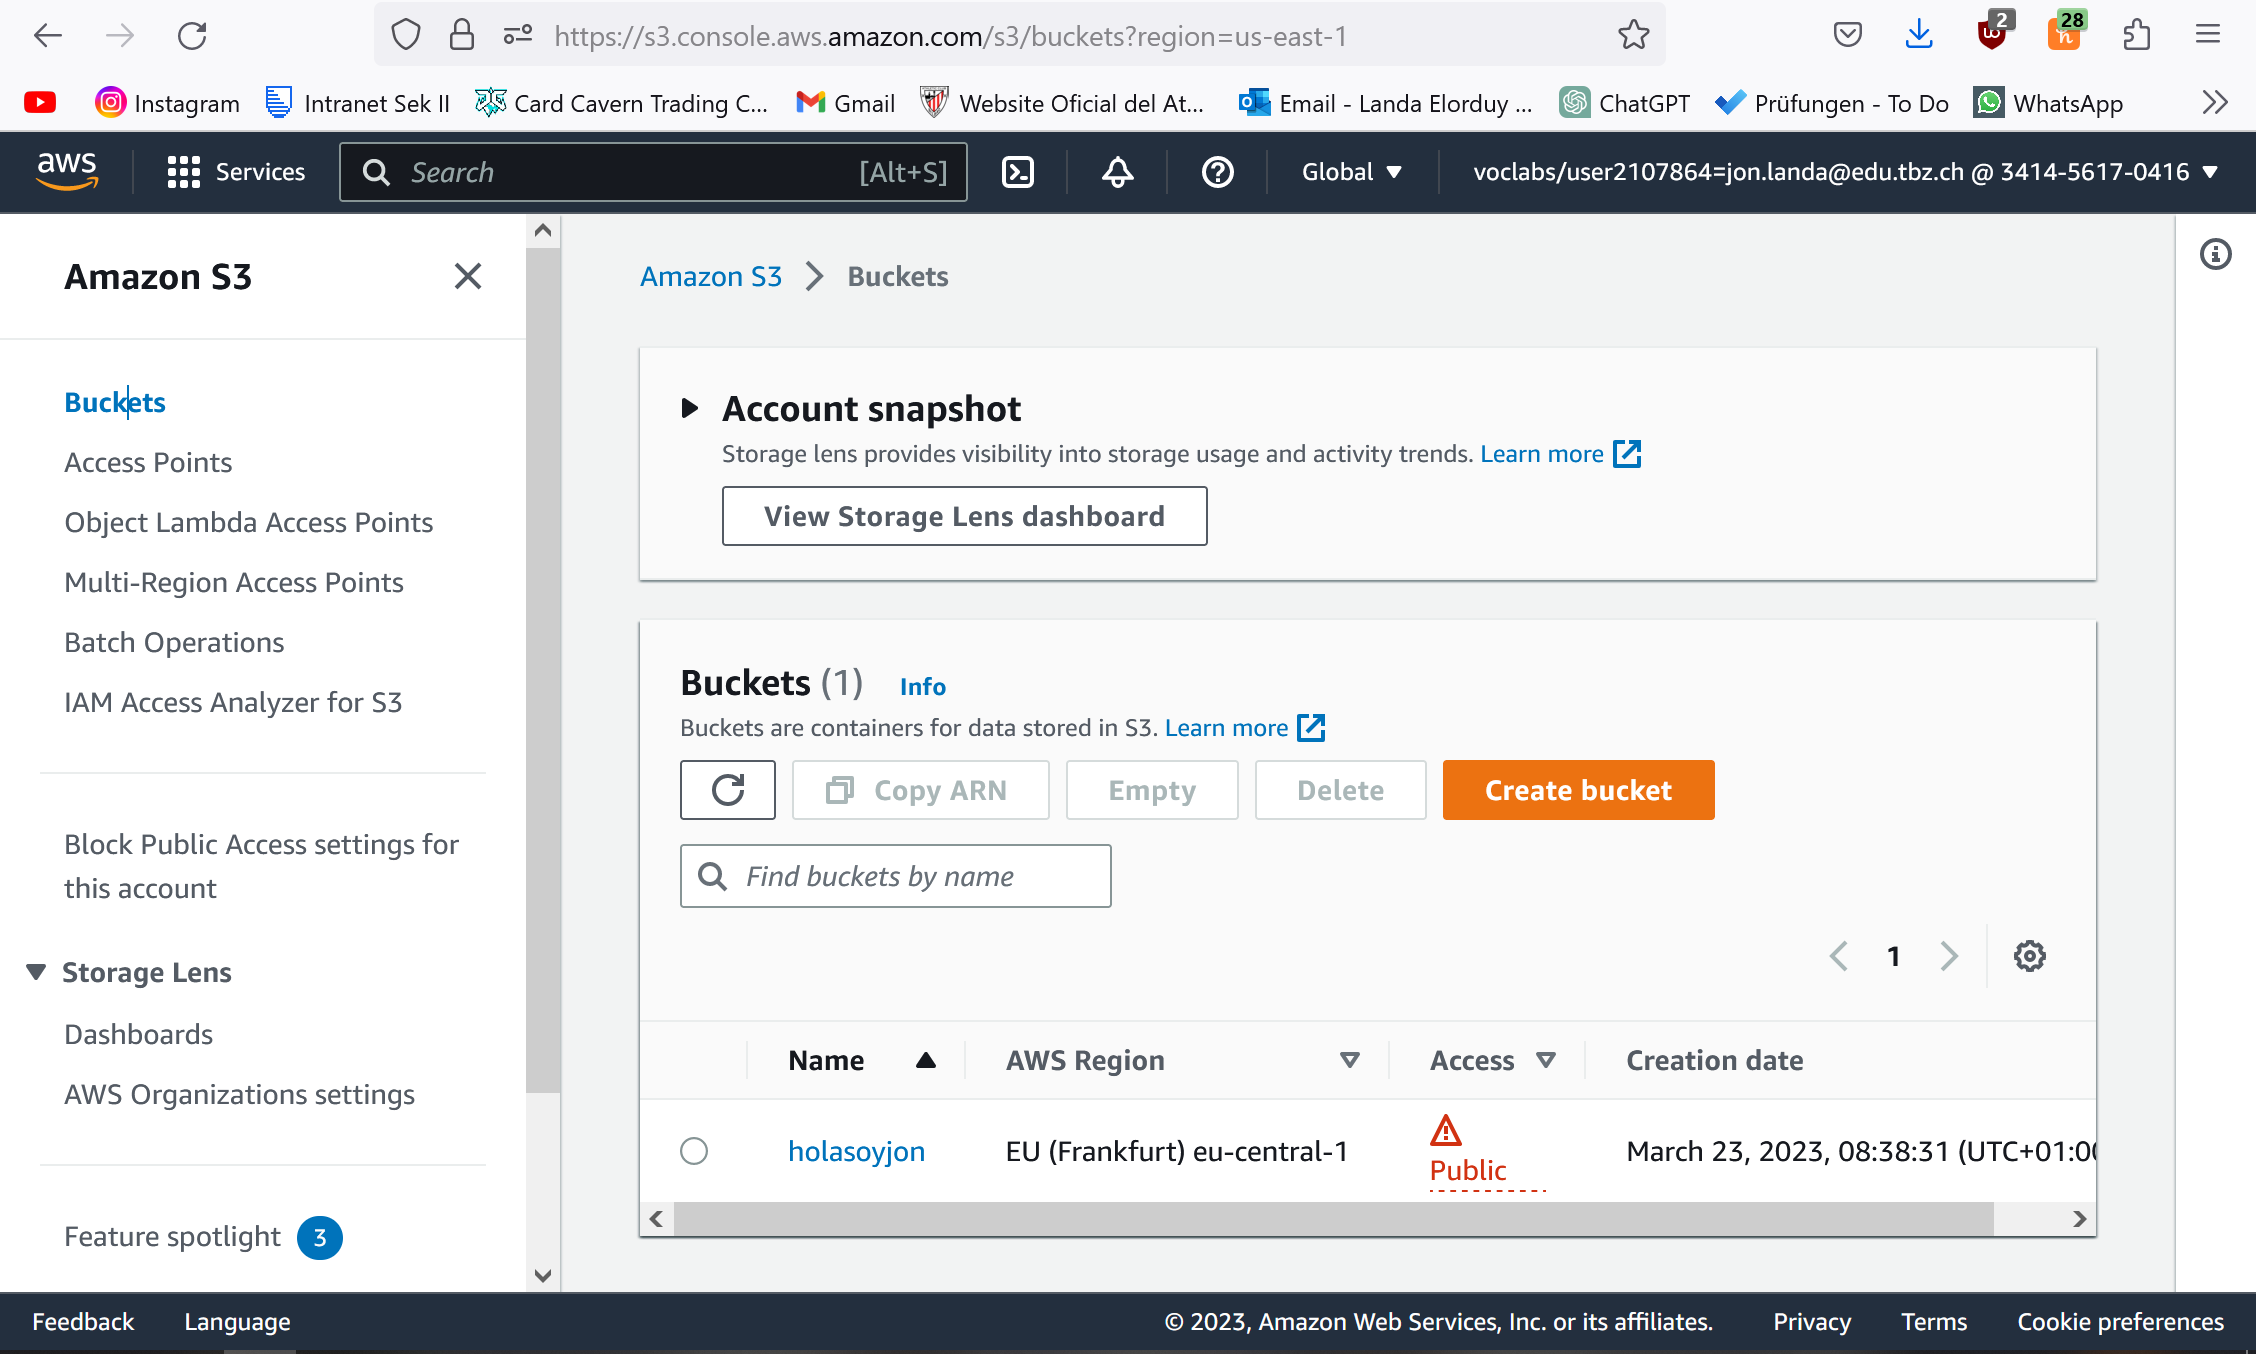 https://s3.console.aws.amazon.com/s3/buckets?region=us-east-1
2
28
Instagram
Intranet Sek II
Card Cavern Trading C...
Gmail
Website Oficial del At...
Email - Landa Elorduy ...
ChatGPT
Prüfungen - To Do
WhatsApp
aws
Services
Search
[Alt+S]
Global
voclabs/user2107864=jon.landa@edu.tbz.ch @ 3414-5617-0416
Amazon S3
Buckets
Access Points
Object Lambda Access Points
Multi-Region Access Points
Batch Operations
IAM Access Analyzer for S3
Block Public Access settings for
this account
Storage Lens
Dashboards
AWS Organizations settings
Feature spotlight 3
Amazon S3 > Buckets
Account snapshot
Storage lens provides visibility into storage usage and activity trends. Learn more
View Storage Lens dashboard
Buckets (1) Info
Buckets are containers for data stored in S3. Learn more
Copy ARN
Empty
Delete
Create bucket
Find buckets by name
1
Name
AWS Region
Access
Creation date
holasoyjon
EU (Frankfurt) eu-central-1
Public
March 23, 2023, 08:38:31 (UTC+01:00
Feedback
Language
© 2023, Amazon Web Services, Inc. or its affiliates.
Privacy
Terms
Cookie preferences